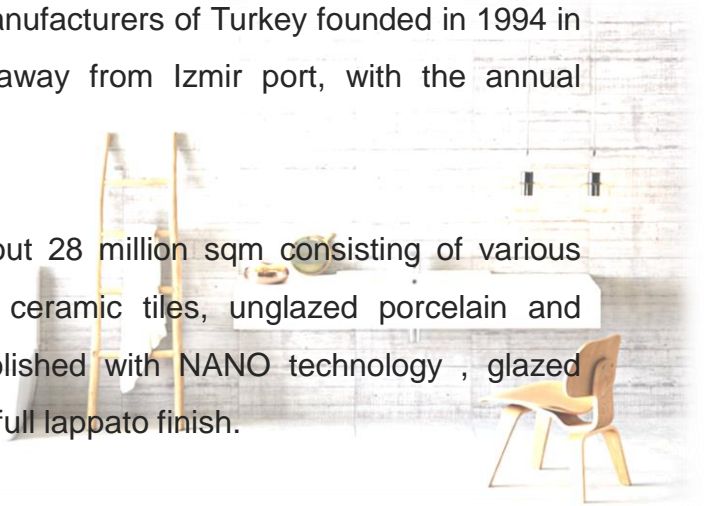 anufacturers of Turkey founded in 1994 in
away from Izmir port, with the annual
out 28 million sqm consisting of various
ceramic tiles, unglazed porcelain and
lished with NANO technology , glazed
full lappato finish.